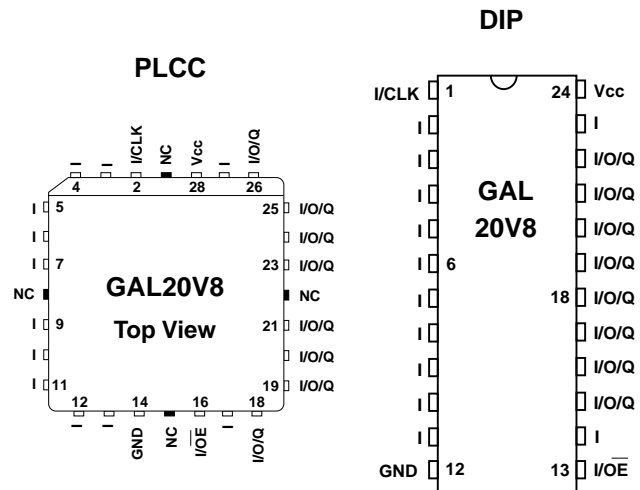 DIP
PLCC
I I I/CLK NC Vcc I I/O/Q
4 2 28 26
I 5 25 I/O/Q
I I/O/Q
I 7 23 I/O/Q
NC GAL20V8 NC
I 9 Top View 21 I/O/Q
I I/O/Q
I 11 19 I/O/Q
12 14 16 18
I I GND NC I/OE I I/O/Q
I/CLK 1 24 Vcc
I I
I I/O/Q
I GAL I/O/Q
I 20V8 I/O/Q
I 6 I/O/Q
I 18 I/O/Q
I I/O/Q
I I/O/Q
I I/O/Q
I I
GND 12 13 I/OE